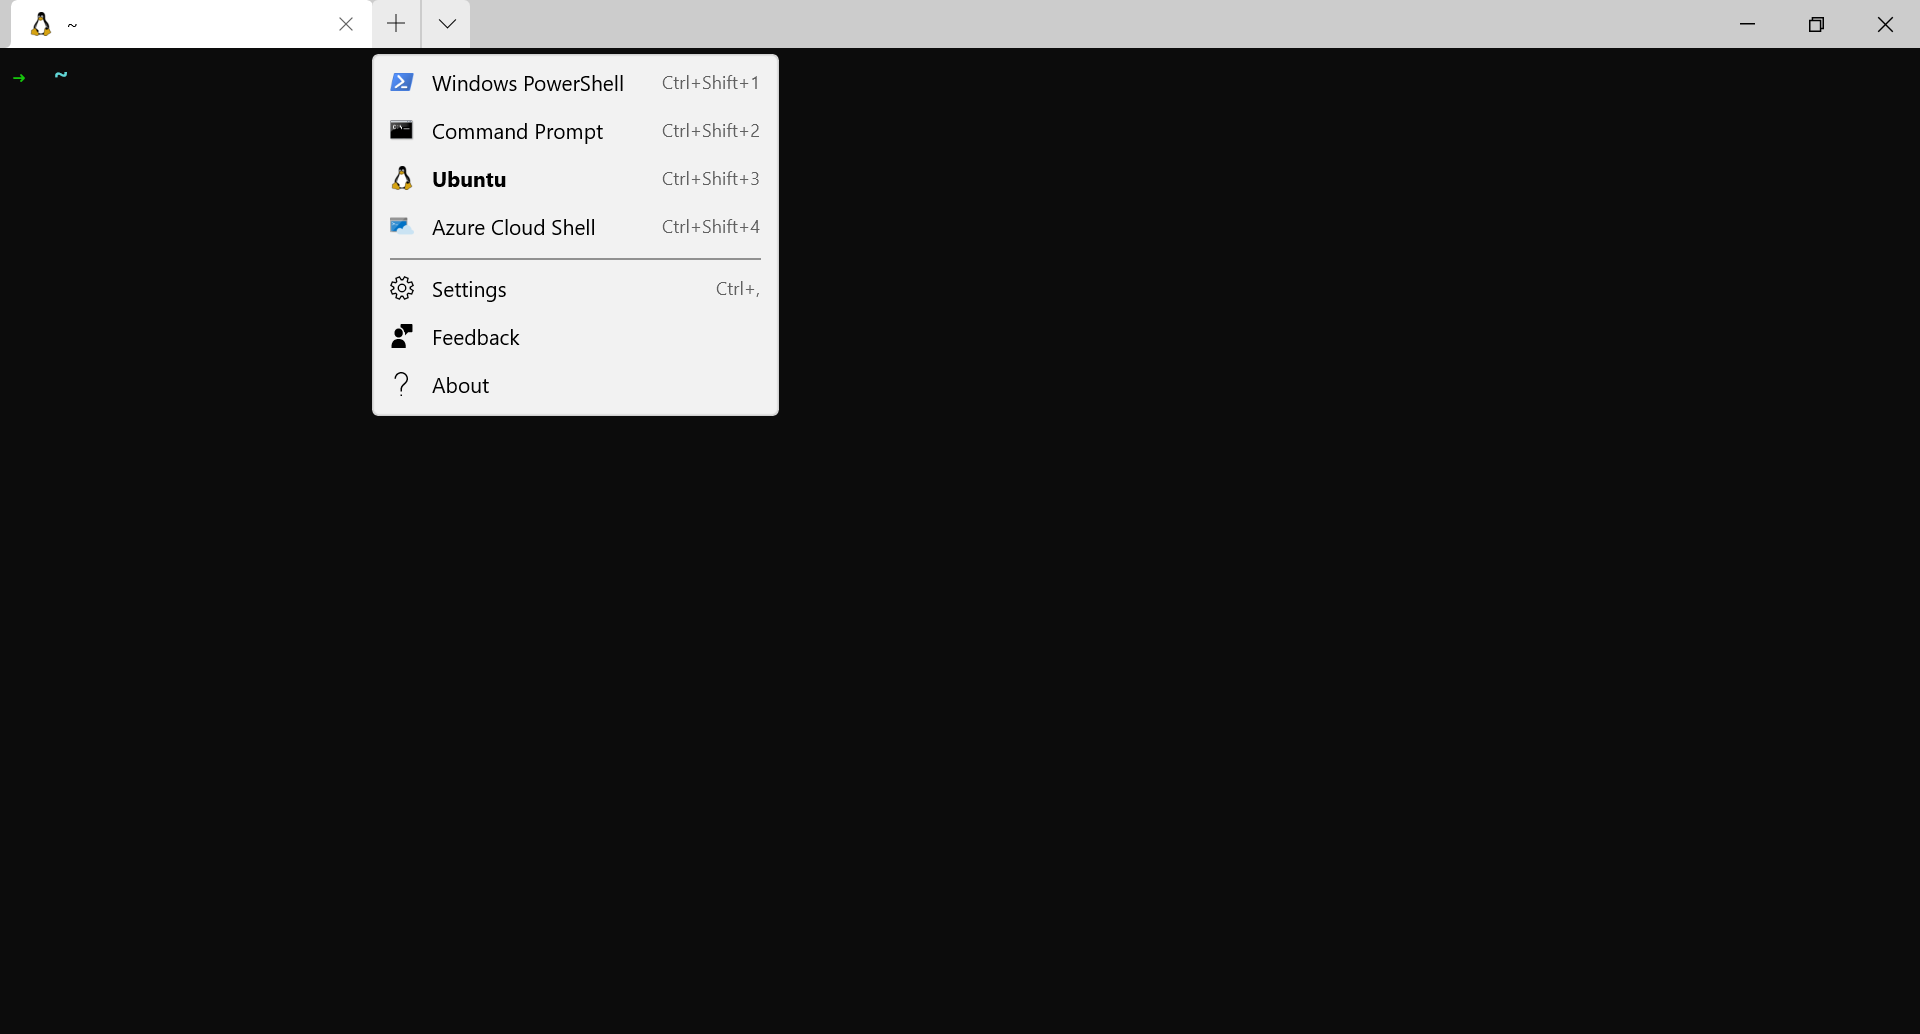 ~
➜ ~
Windows PowerShell Ctrl+Shift+1
Command Prompt Ctrl+Shift+2
Ubuntu Ctrl+Shift+3
Azure Cloud Shell Ctrl+Shift+4
Settings Ctrl+,
Feedback
About